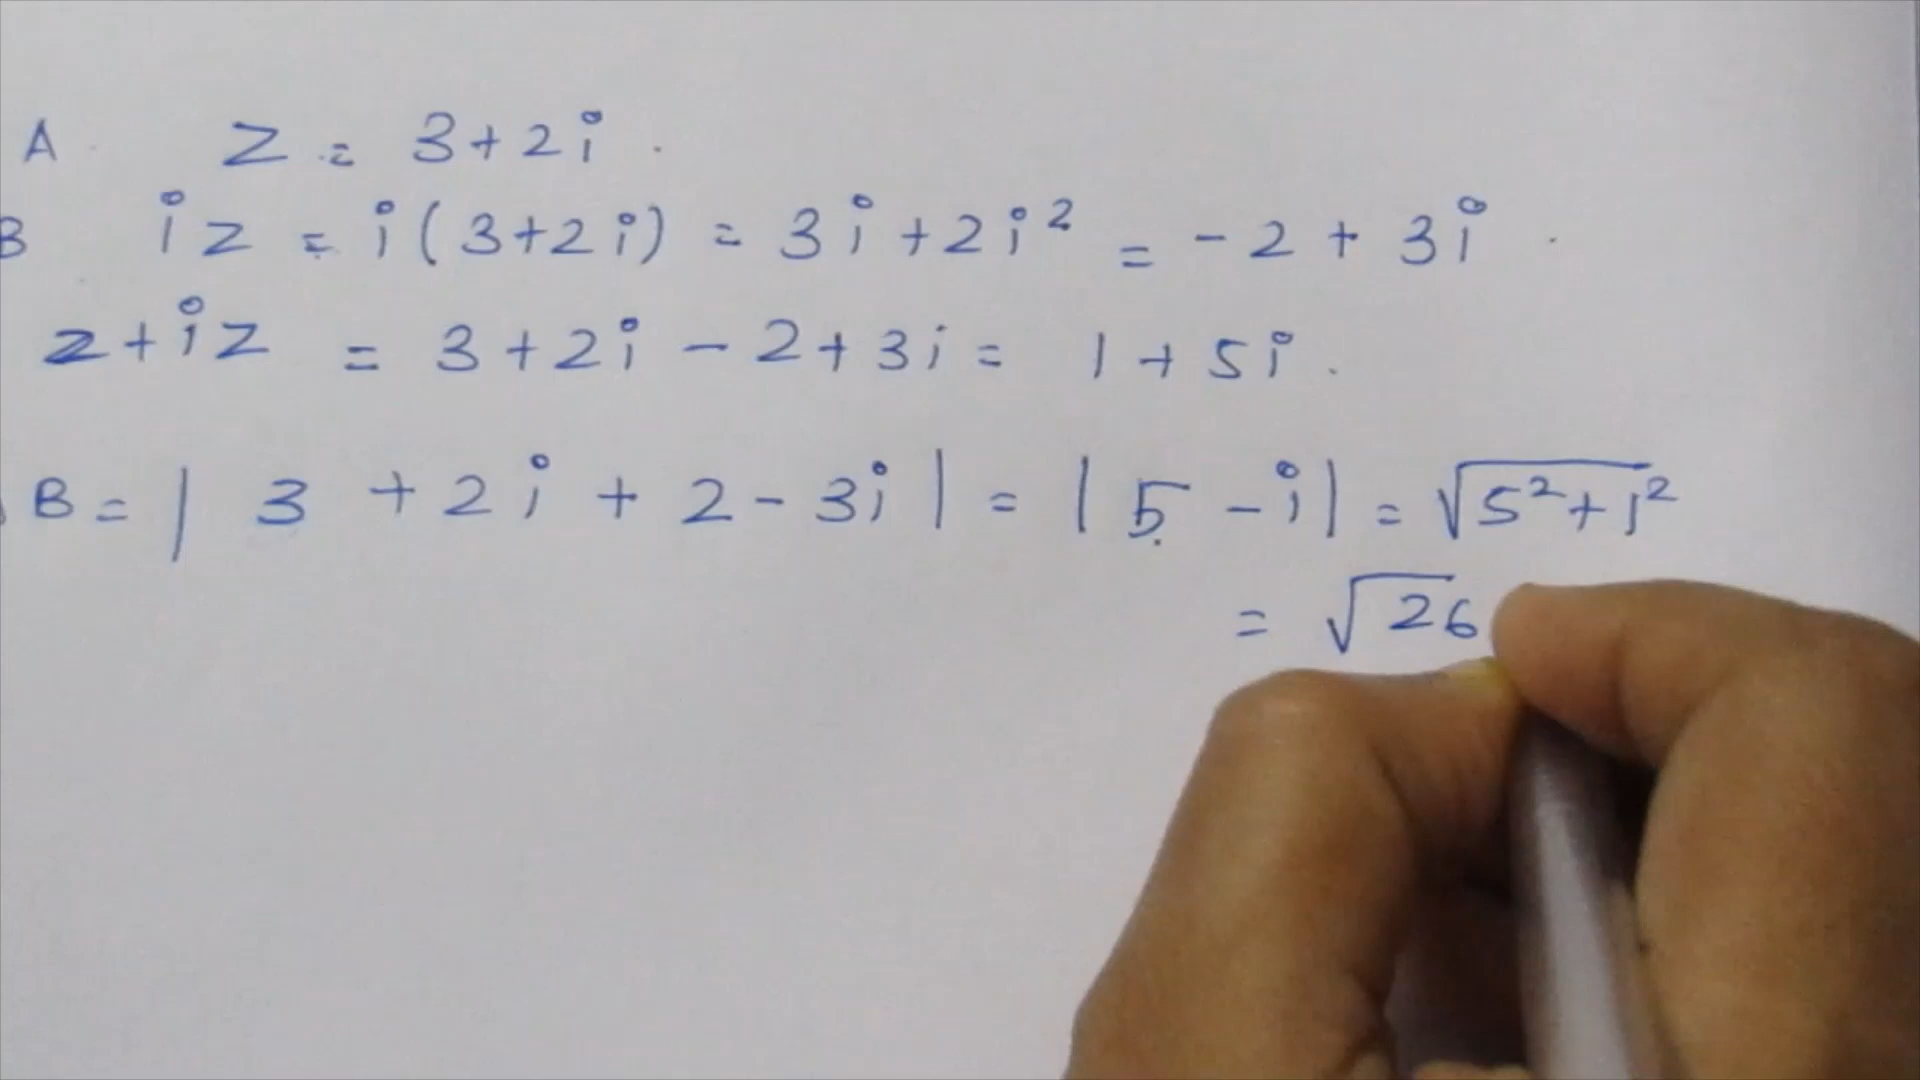 A z = 3+2i.
B iz = i(3+2i) = 3i+2i² = -2+3i.
z+iz = 3+2i-2+3i = 1+5i.
B = | 3 +2i + 2-3i | = | 5 -i | = √5²+1²
= √26